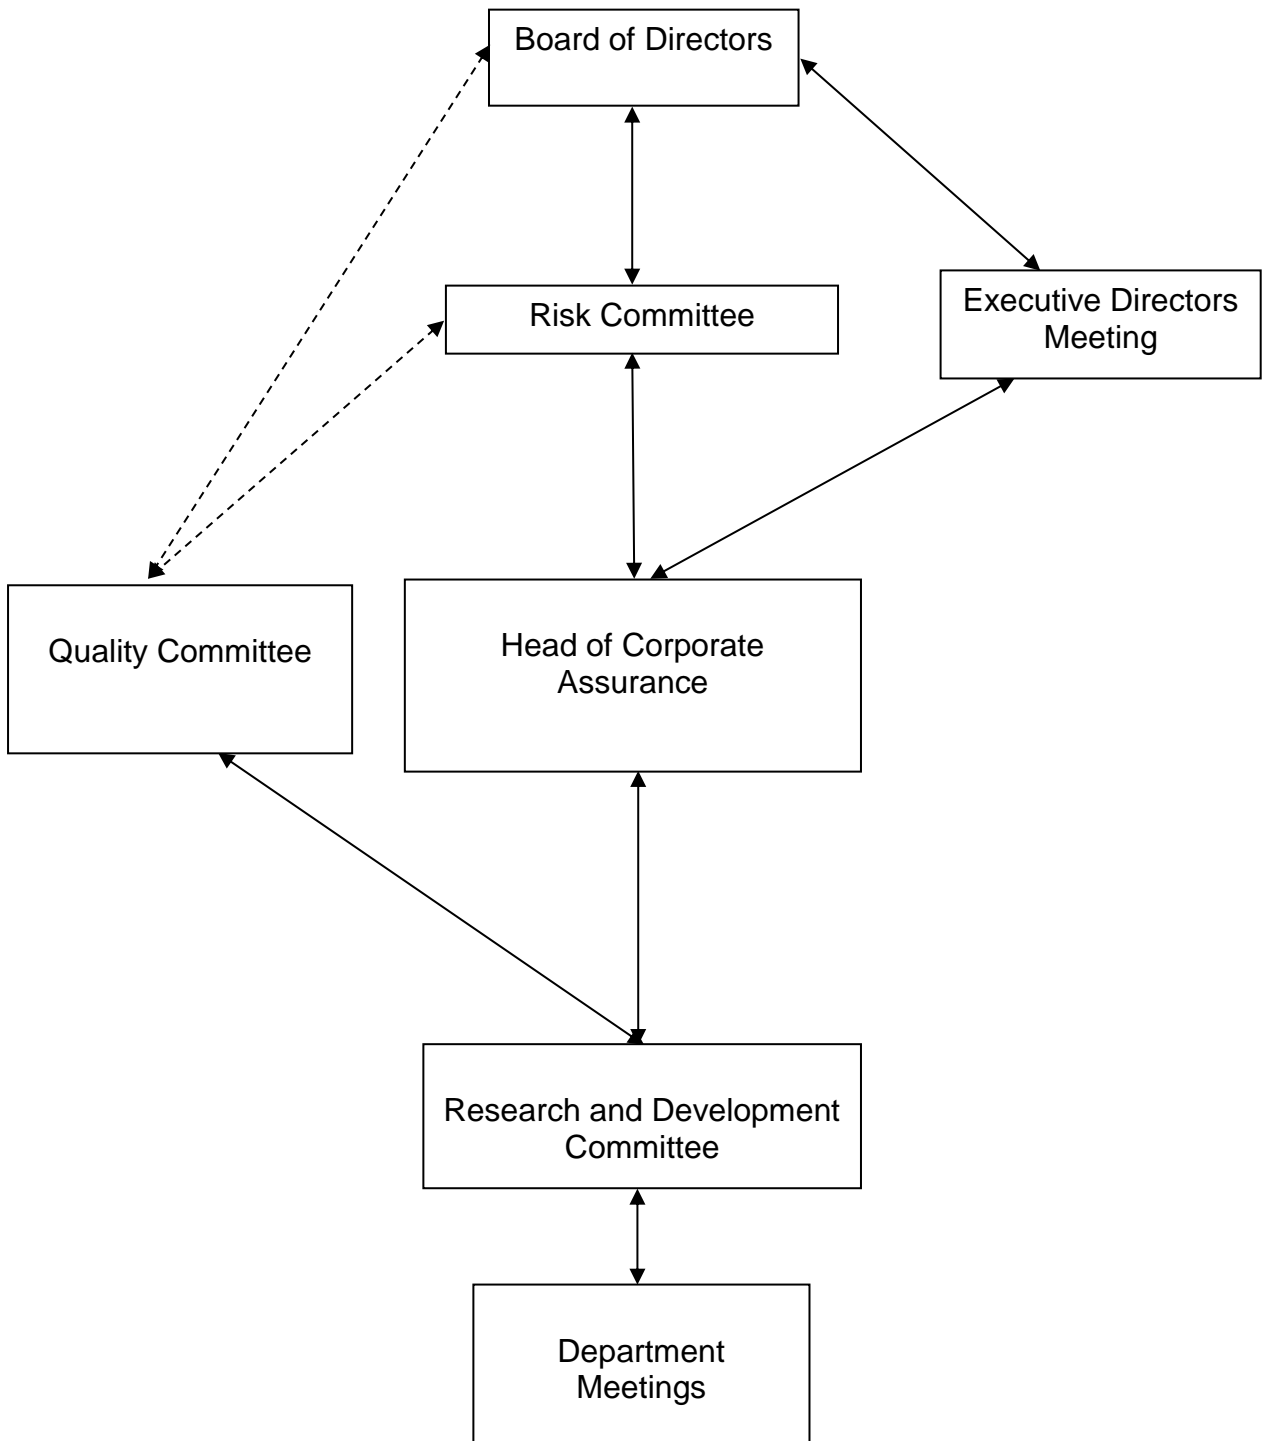 Board of Directors
Risk Committee
Executive Directors
Meeting
Quality Committee
Head of Corporate
Assurance
Research and Development
Committee
Department
Meetings